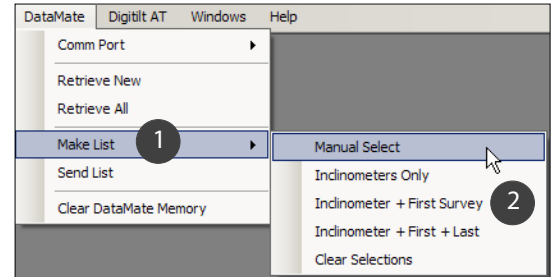 DataMate Digitilt AT Windows Help
Comm Port
Retrieve New
Retrieve All
Make List 1
Send List
Clear DataMate Memory
Manual Select
Inclinometers Only
Inclinometer + First Survey 2
Inclinometer + First + Last
Clear Selections